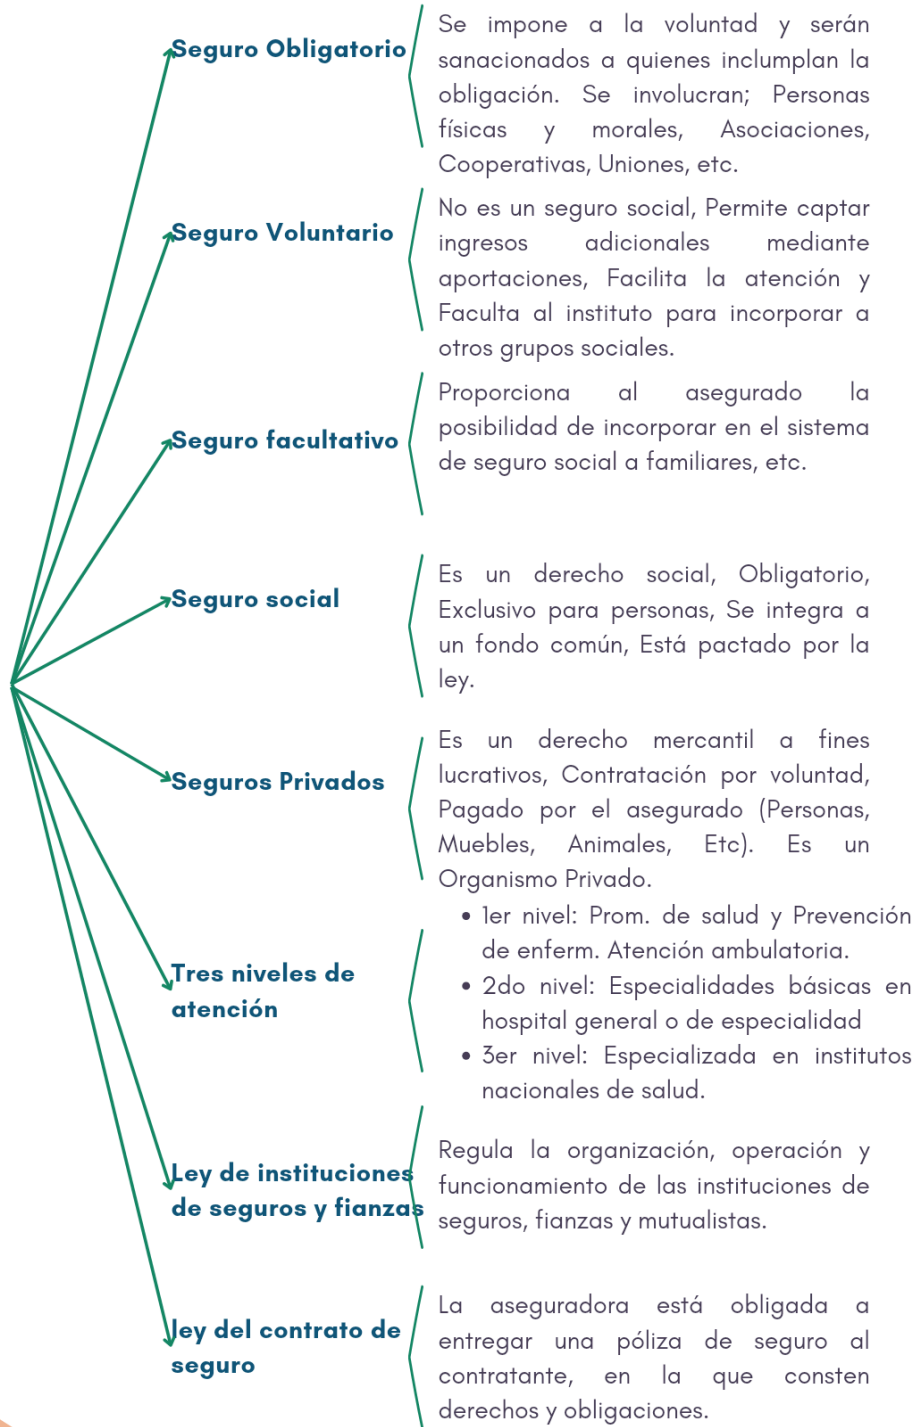 Seguro Obligatorio
Se impone a la voluntad y serán
sanacionados a quienes inclumplan la
obligación. Se involucran; Personas
físicas y morales, Asociaciones,
Cooperativas, Uniones, etc.
Seguro Voluntario
No es un seguro social, Permite captar
ingresos adicionales mediante
aportaciones, Facilita la atención y
Faculta al instituto para incorporar a
otros grupos sociales.
Seguro facultativo
Proporciona al asegurado la
posibilidad de incorporar en el sistema
de seguro social a familiares, etc.
Seguro social
Es un derecho social, Obligatorio,
Exclusivo para personas, Se integra a
un fondo común, Está pactado por la
ley.
Seguros Privados
Es un derecho mercantil a fines
lucrativos, Contratación por voluntad,
Pagado por el asegurado (Personas,
Muebles, Animales, Etc). Es un
Organismo Privado.
Tres niveles de
atención
• 1er nivel: Prom. de salud y Prevención
de enferm. Atención ambulatoria.
• 2do nivel: Especialidades básicas en
hospital general o de especialidad
• 3er nivel: Especializada en institutos
nacionales de salud.
Ley de instituciones
de seguros y fianzas
Regula la organización, operación y
funcionamiento de las instituciones de
seguros, fianzas y mutualistas.
ley del contrato de
seguro
La aseguradora está obligada a
entregar una póliza de seguro al
contratante, en la que consten
derechos y obligaciones.